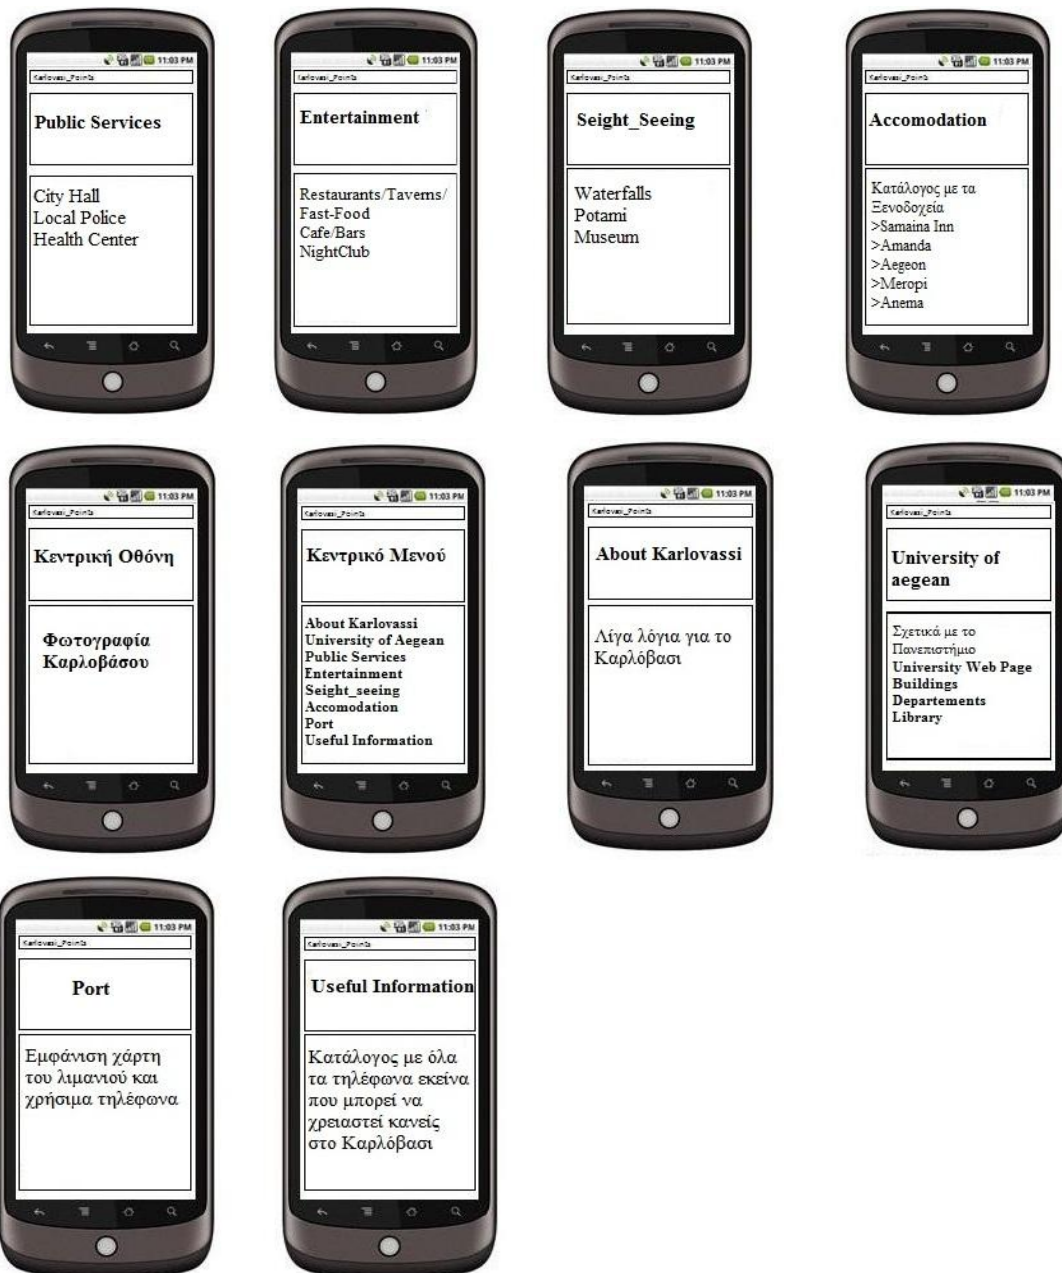 11:03 PM
Karlovasi_Points
Public Services
City Hall
Local Police
Health Center
11:03 PM
Karlovasi_Points
Entertainment
Restaurants/Taverns/
Fast-Food
Cafe/Bars
NightClub
11:03 PM
Karlovasi_Points
Seight_Seeing
Waterfalls
Potami
Museum
11:03 PM
Karlovasi_Points
Accomodation
Κατάλογος με τα
Ξενοδοχεία
>Samaina Inn
>Amanda
>Aegeon
>Meropi
>Anema
11:03 PM
Karlovasi_Points
Κεντρική Οθόνη
Φωτογραφία
Καρλοβάσου
11:03 PM
Karlovasi_Points
Κεντρικό Μενού
About Karlovassi
University of Aegean
Public Services
Entertainment
Seight_seeing
Accomodation
Port
Useful Information
11:03 PM
Karlovasi_Points
About Karlovassi
Λίγα λόγια για το
Καρλόβασι
11:03 PM
Karlovasi_Points
University of
aegean
Σχετικά με το
Πανεπιστήμιο
University Web Page
Buildings
Departements
Library
11:03 PM
Karlovasi_Points
Port
Εμφάνιση χάρτη
του λιμανιού και
χρήσιμα τηλέφωνα
11:03 PM
Karlovasi_Points
Useful Information
Κατάλογος με όλα
τα τηλέφωνα εκείνα
που μπορεί να
χρειαστεί κανείς
στο Καρλόβασι